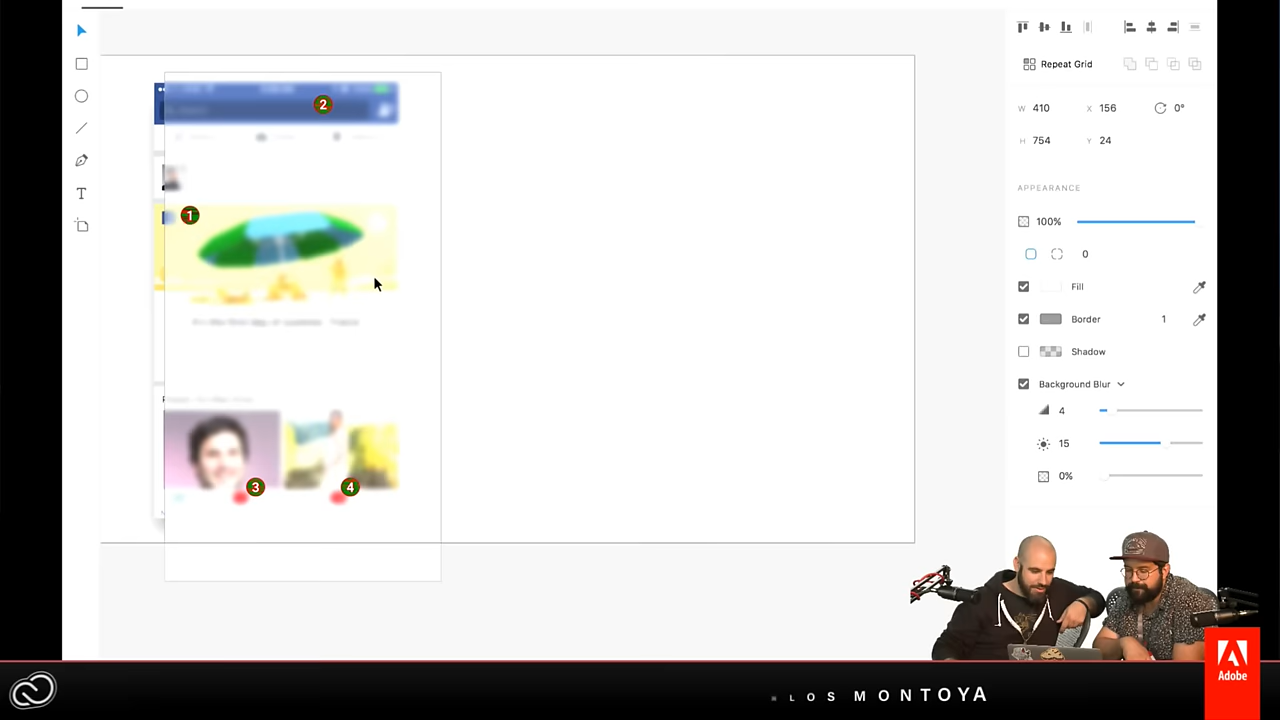 Repeat Grid
W 410 X 156 0°
H 754 Y 24
APPEARANCE
100%
0
Fill
Border 1
Shadow
Background Blur
4
15
0%
T
2
1
3
4
LOS MONTOYA
Adobe